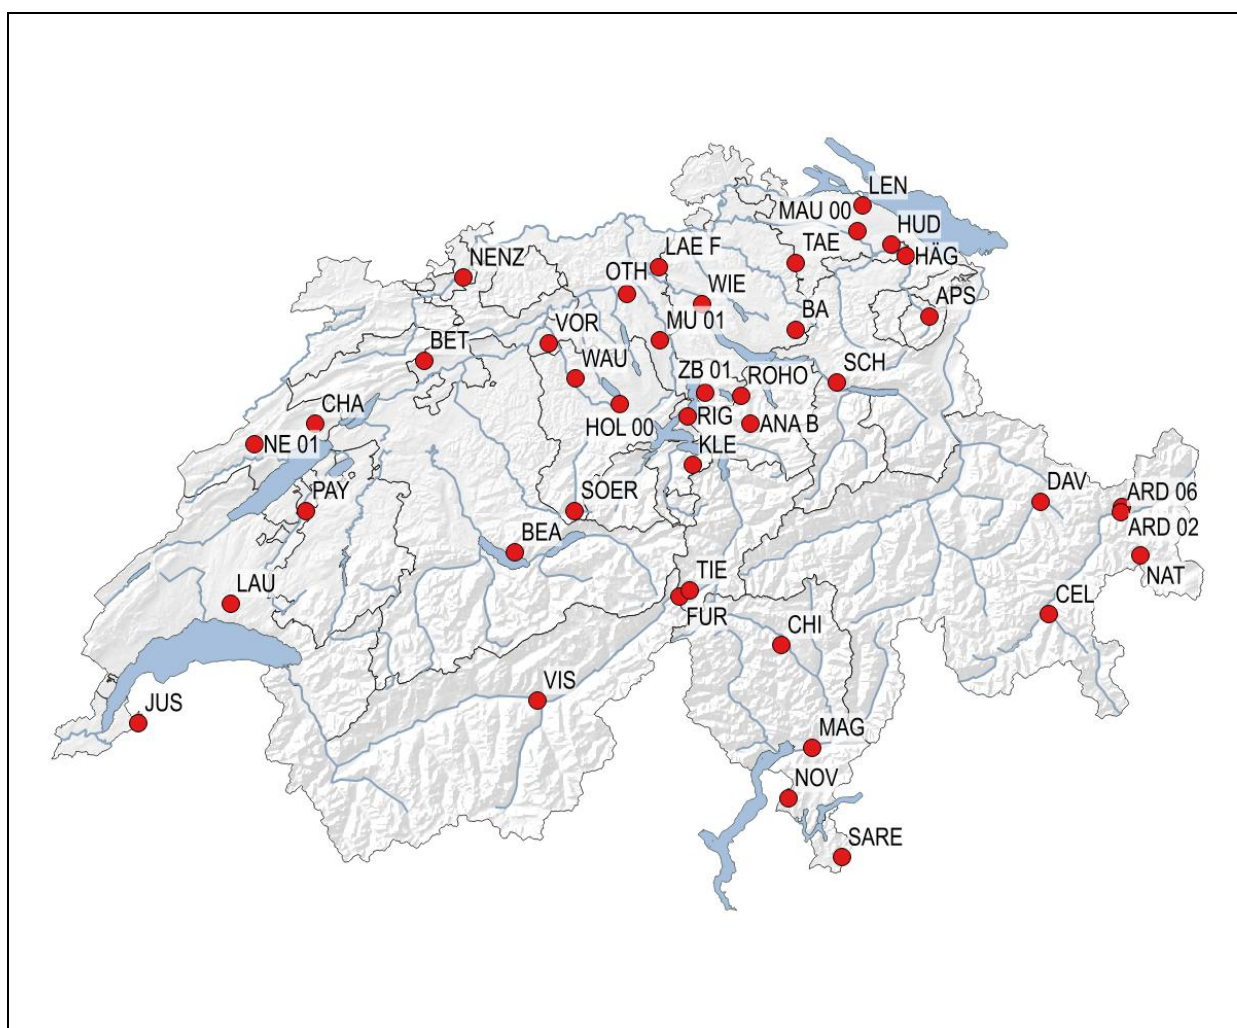 LEN
MAU 00
HUD
TAE
HÄG
LAE F
NENZ
OTH
WIE
APS
BA
VOR
MU 01
BET
WAU
SCH
ZB 01
ROHO
CHA
RIG
ANA B
HOL 00
NE 01
KLE
PAY
SOER
DAV
ARD 06
ARD 02
BEA
NAT
TIE
LAU
CEL
FUR
CHI
VIS
JUS
MAG
NOV
SARE